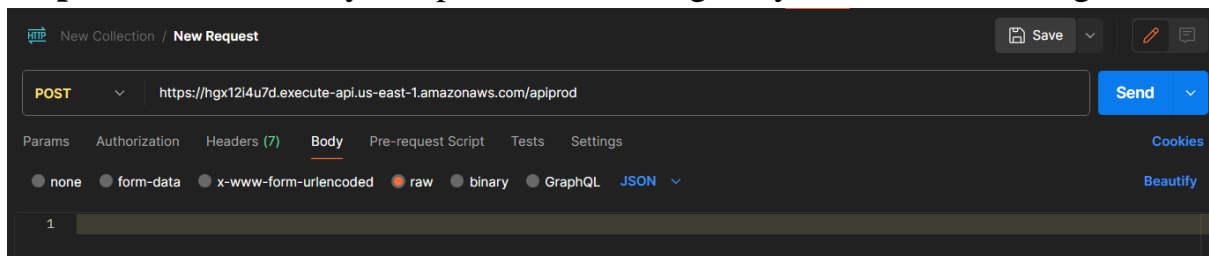 HTTP New Collection / New Request Save
POST https://hgx12i4u7d.execute-api.us-east-1.amazonaws.com/apiprod Send
Params Authorization Headers (7) Body Pre-request Script Tests Settings Cookies
none form-data x-www-form-urlencoded raw binary GraphQL JSON Beautify
1